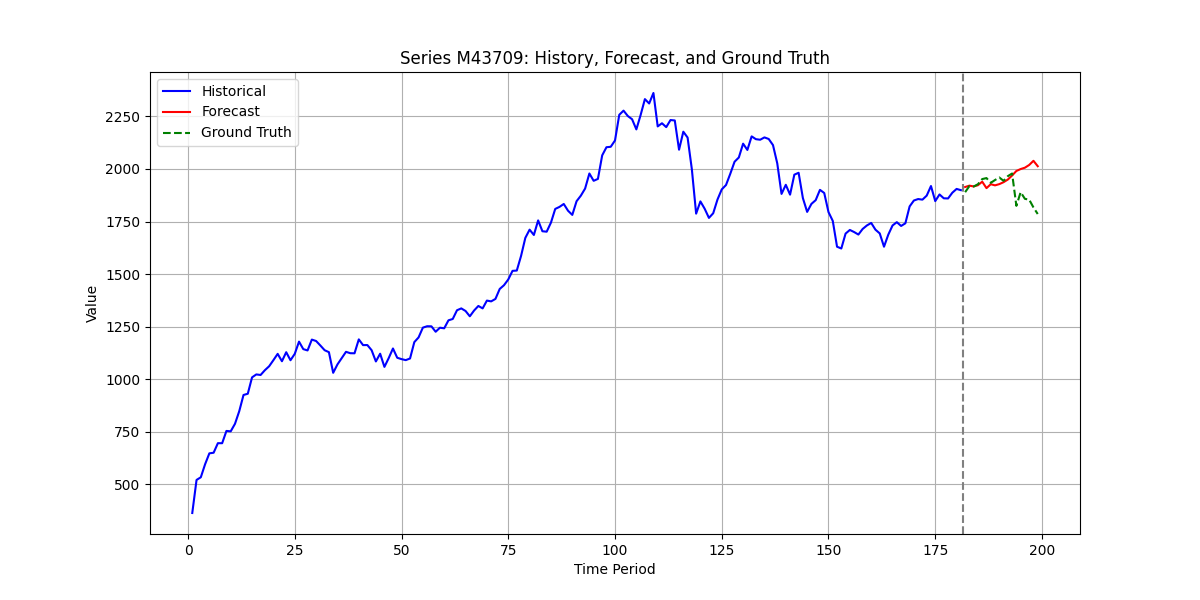 Series M43709: History, Forecast, and Ground Truth
Historical
Forecast
Ground Truth
2250
2000
1750
1500
1250
1000
750
500
Value
0 25 50 75 100 125 150 175 200
Time Period